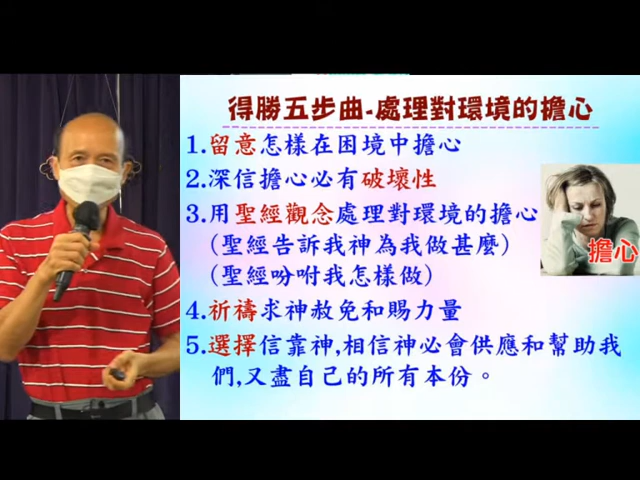 得勝五步曲-處理對環境的擔心
1.留意怎樣在困境中擔心
2.深信擔心必有破壞性
3.用聖經觀念處理對環境的擔心
(聖經告訴我神為我做甚麼)
(聖經吩咐我怎樣做)
擔心
4.祈禱求神赦免和賜力量
5.選擇信靠神,相信神必會供應和幫助我
們,又盡自己的所有本份。